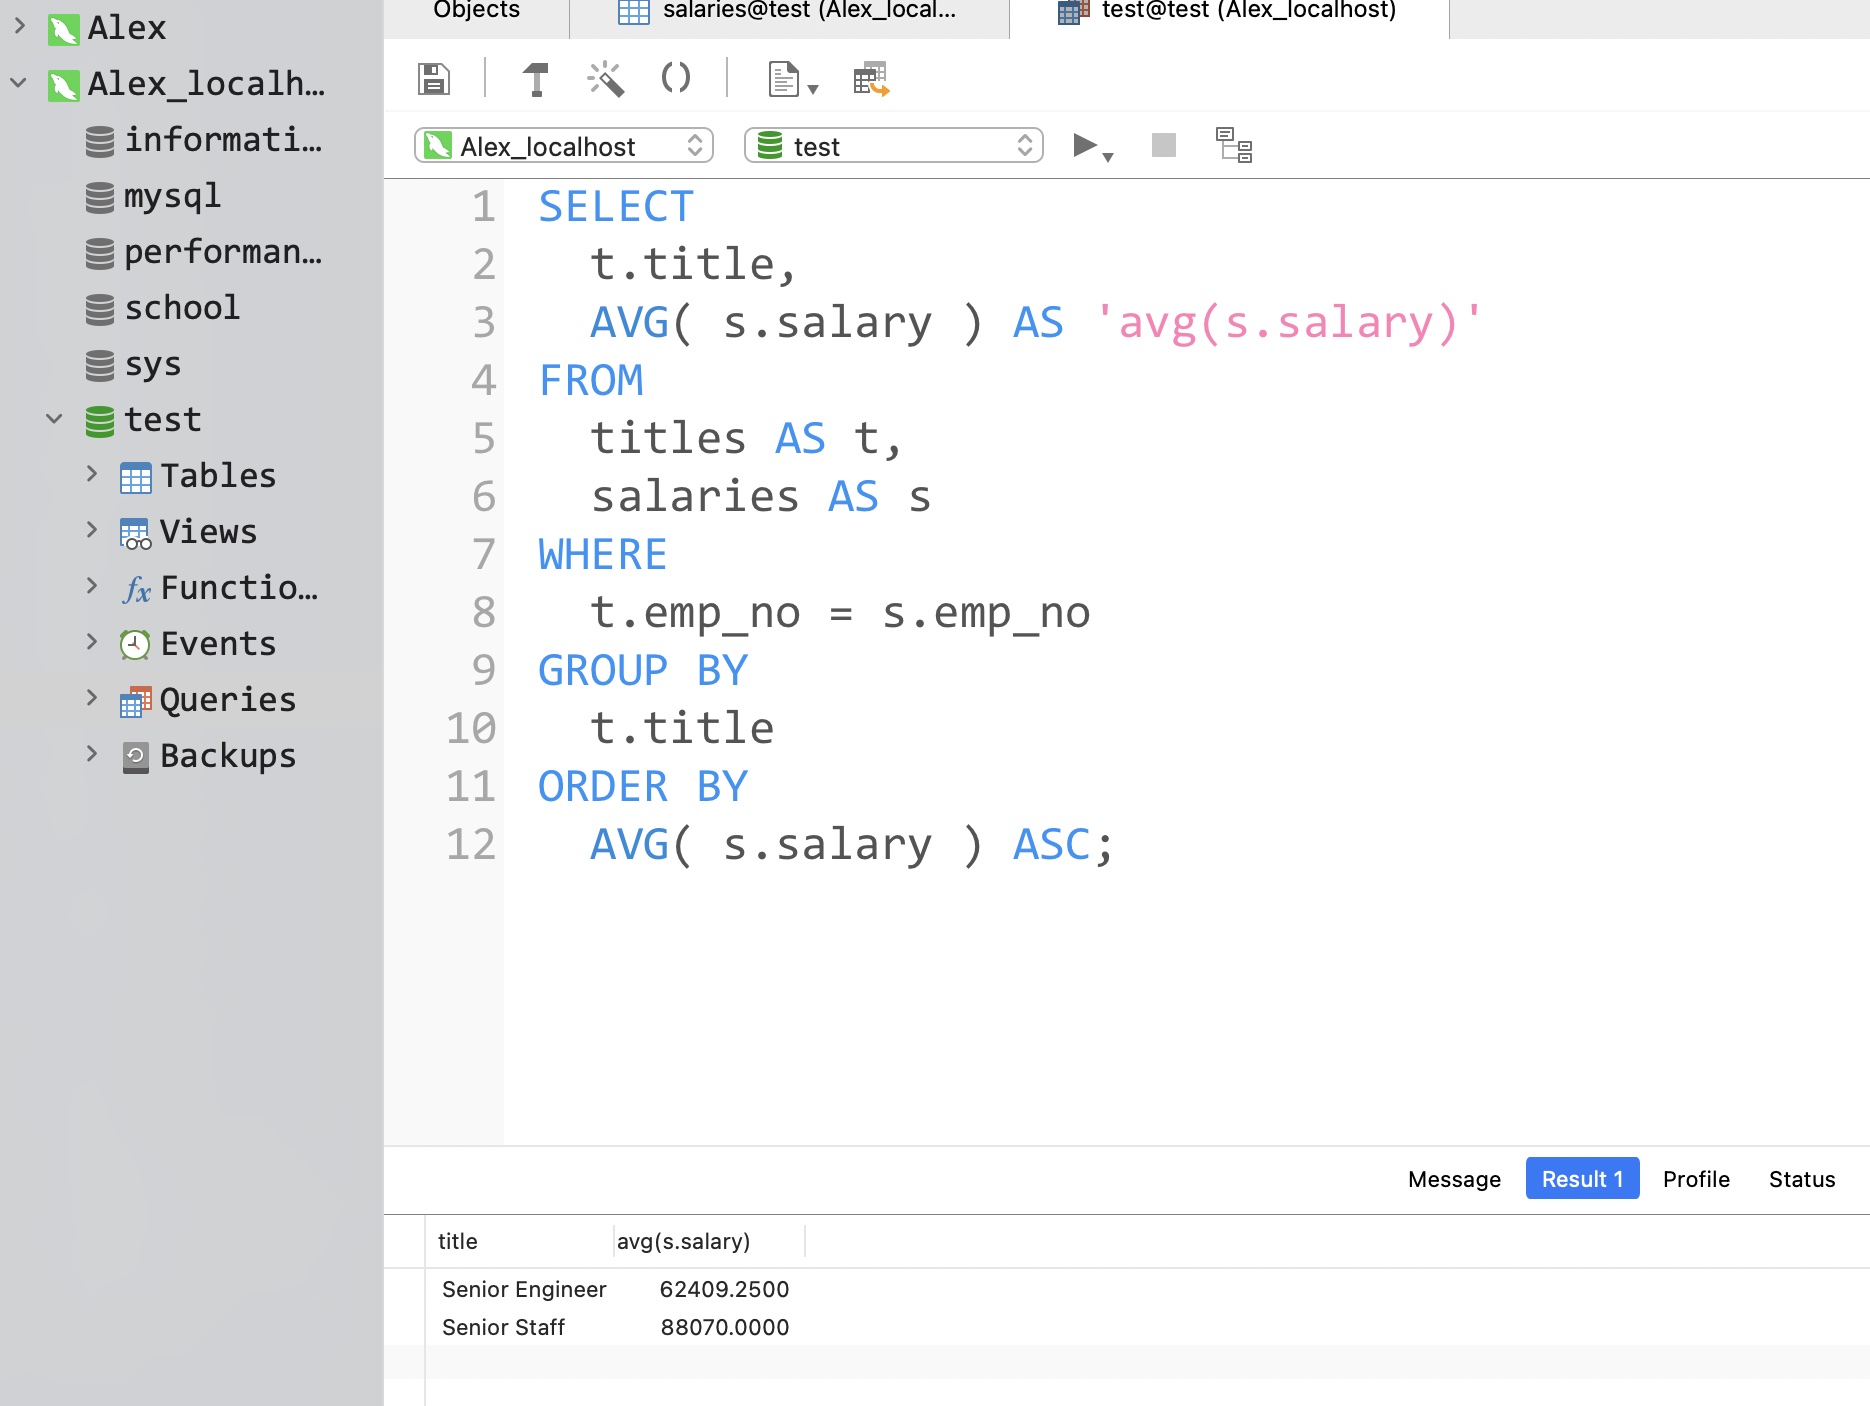 Alex
Alex_localh...
informati...
mysql
performan...
school
sys
test
Tables
Views
fx Functio...
Events
Queries
Backups
Objects
salaries@test (Alex_local...
test@test (Alex_localhost)
Alex_localhost
test
1 SELECT
2 t.title,
3 AVG( s.salary ) AS 'avg(s.salary)'
4 FROM
5 titles AS t,
6 salaries AS s
7 WHERE
8 t.emp_no = s.emp_no
9 GROUP BY
10 t.title
11 ORDER BY
12 AVG( s.salary ) ASC;
Message Result 1 Profile Status
title avg(s.salary)
Senior Engineer 62409.2500
Senior Staff 88070.0000